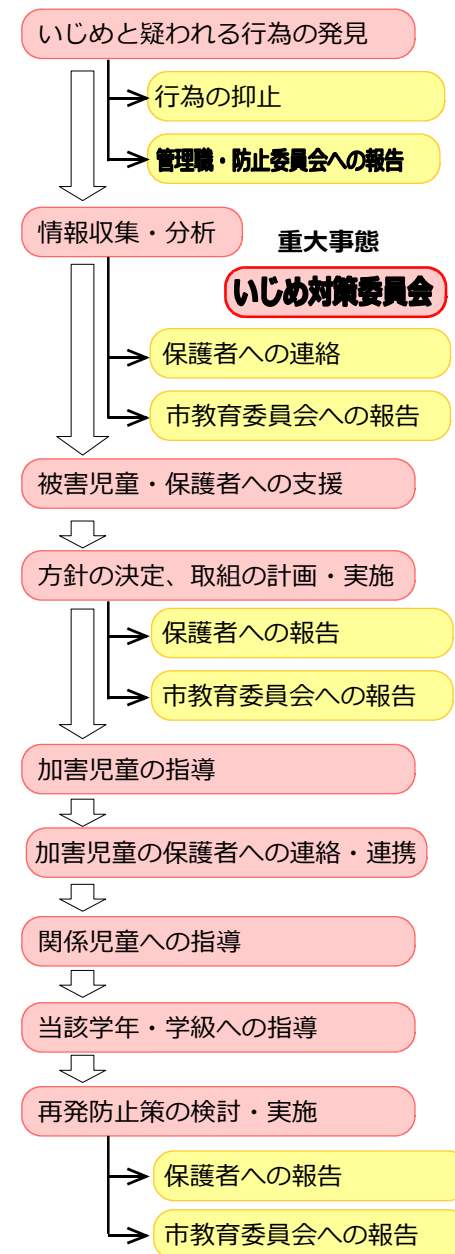 いじめと疑われる行為の発見
行為の抑止
管理職・防止委員会への報告
情報収集・分析
重大事態
いじめ対策委員会
保護者への連絡
市教育委員会への報告
被害児童・保護者への支援
方針の決定、取組の計画・実施
保護者への報告
市教育委員会への報告
加害児童の指導
加害児童の保護者への連絡・連携
関係児童への指導
当該学年・学級への指導
再発防止策の検討・実施
保護者への報告
市教育委員会への報告